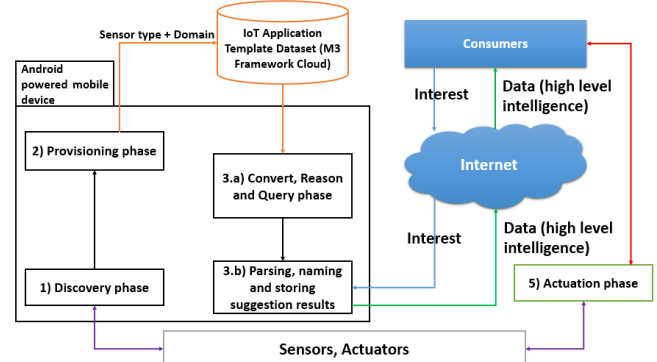 Sensor type + Domain
IoT Application
Template Dataset (M3
Framework Cloud)
Consumers
Android
powered mobile
device
Interest
Data (high level
intelligence)
2) Provisioning phase
3.a) Convert, Reason
and Query phase
Internet
Interest
Data (high level
intelligence)
1) Discovery phase
3.b) Parsing, naming
and storing
suggestion results
5) Actuation phase
Sensors, Actuators